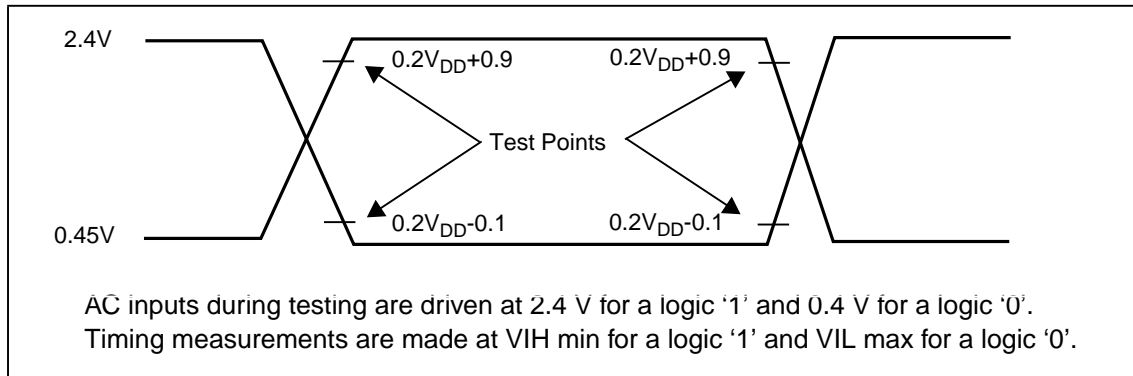 2.4V
0.2VDD+0.9 0.2VDD+0.9
Test Points
0.45V 0.2VDD-0.1 0.2VDD-0.1
AC inputs during testing are driven at 2.4 V for a logic ‘1’ and 0.4 V for a logic ‘0’.
Timing measurements are made at VIH min for a logic ‘1’ and VIL max for a logic ‘0’.